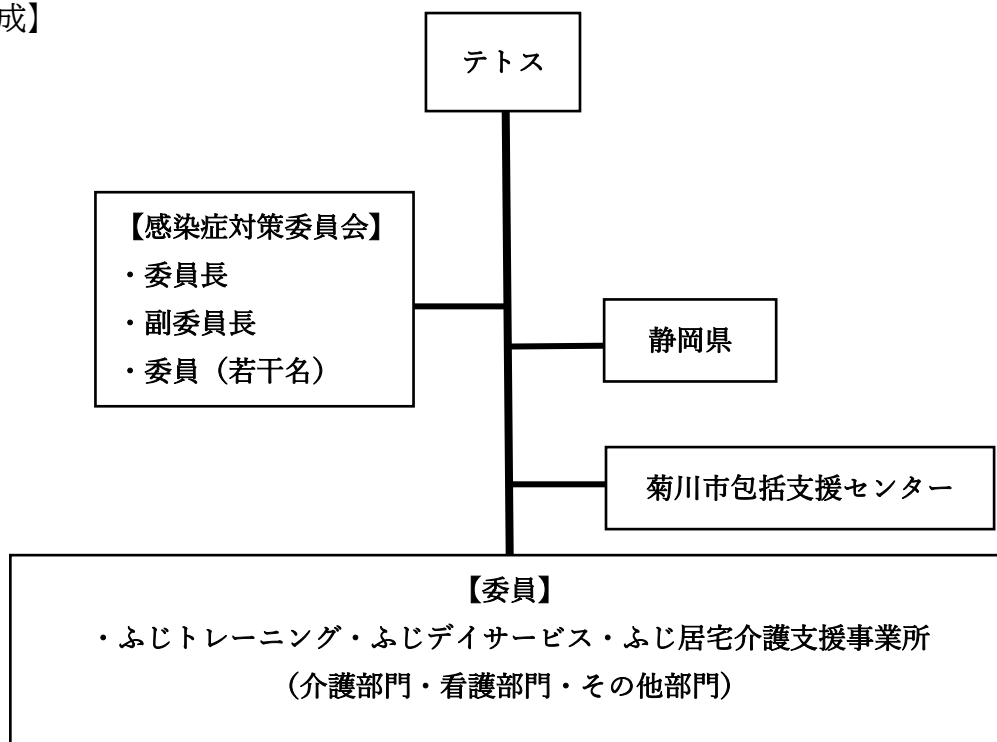 成】
テトス
【感染症対策委員会】
・委員長
・副委員長
・委員（若干名）
静岡県
菊川市包括支援センター
【委員】
・ふじトレーニング・ふじデイサービス・ふじ居宅介護支援事業所
（介護部門・看護部門・その他部門）